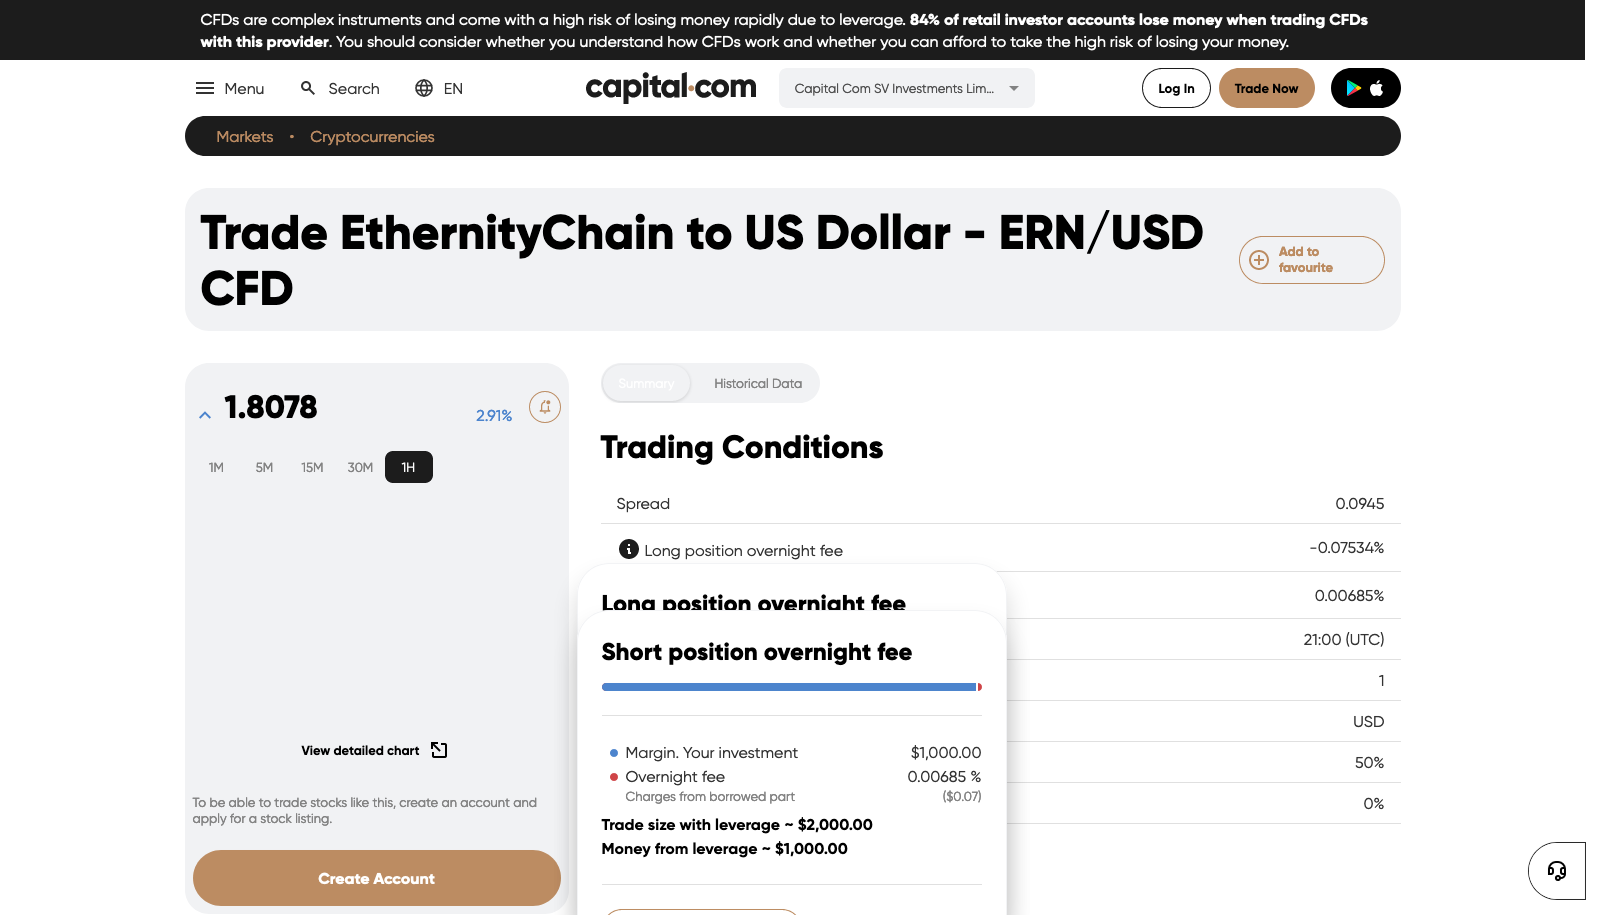 CFDs are complex instruments and come with a high risk of losing money rapidly due to leverage. 84% of retail investor accounts lose money when trading CFDs
with this provider. You should consider whether you understand how CFDs work and whether you can afford to take the high risk of losing your money.
Menu Search EN capital.com Capital Com SV Investments Lim... Log In Trade Now
Markets • Cryptocurrencies
Trade EthernityChain to US Dollar - ERN/USD
CFD
Add to
favourite
1.8078 2.91%
1M 5M 15M 30M 1H
View detailed chart
To be able to trade stocks like this, create an account and
apply for a stock listing.
Create Account
Summary Historical Data
Trading Conditions
Spread 0.0945
Long position overnight fee -0.07534%
0.00685%
21:00 (UTC)
1
USD
50%
0%
Long position overnight fee
Short position overnight fee
Margin. Your investment $1,000.00
Overnight fee 0.00685 %
Charges from borrowed part ($0.07)
Trade size with leverage ~ $2,000.00
Money from leverage ~ $1,000.00